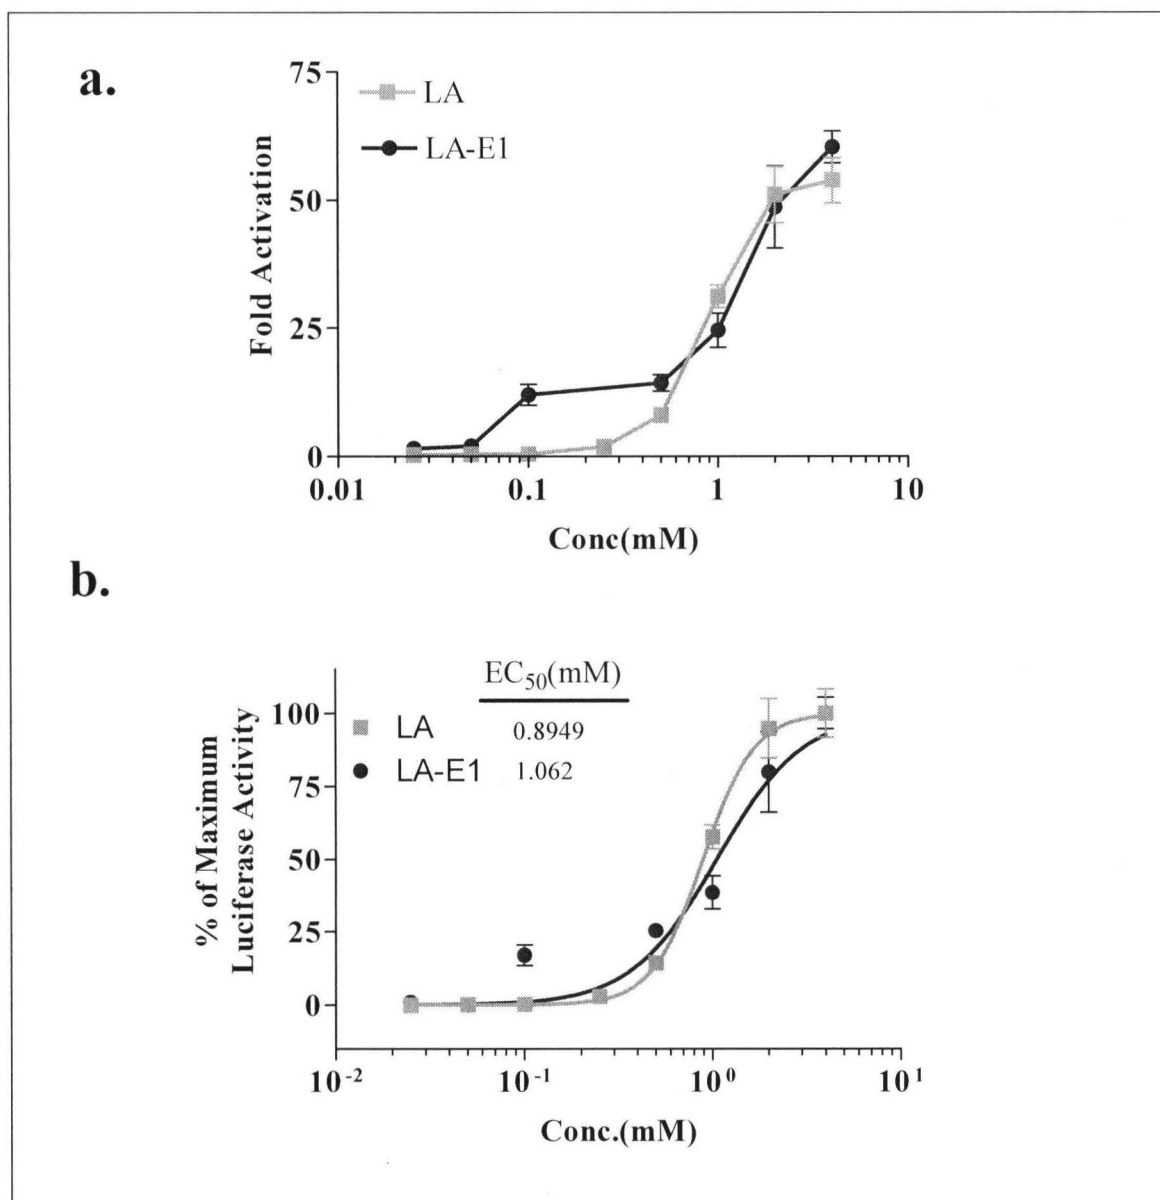 a.
75
LA
LA-E1
50
Fold Activation
25
0
0.01 0.1 1 10
Conc(mM)
b.
EC50(mM)
100
LA 0.8949
LA-E1 1.062
75
% of Maximum
Luciferase Activity
50
25
0
10-2 10-1 100 101
Conc.(mM)